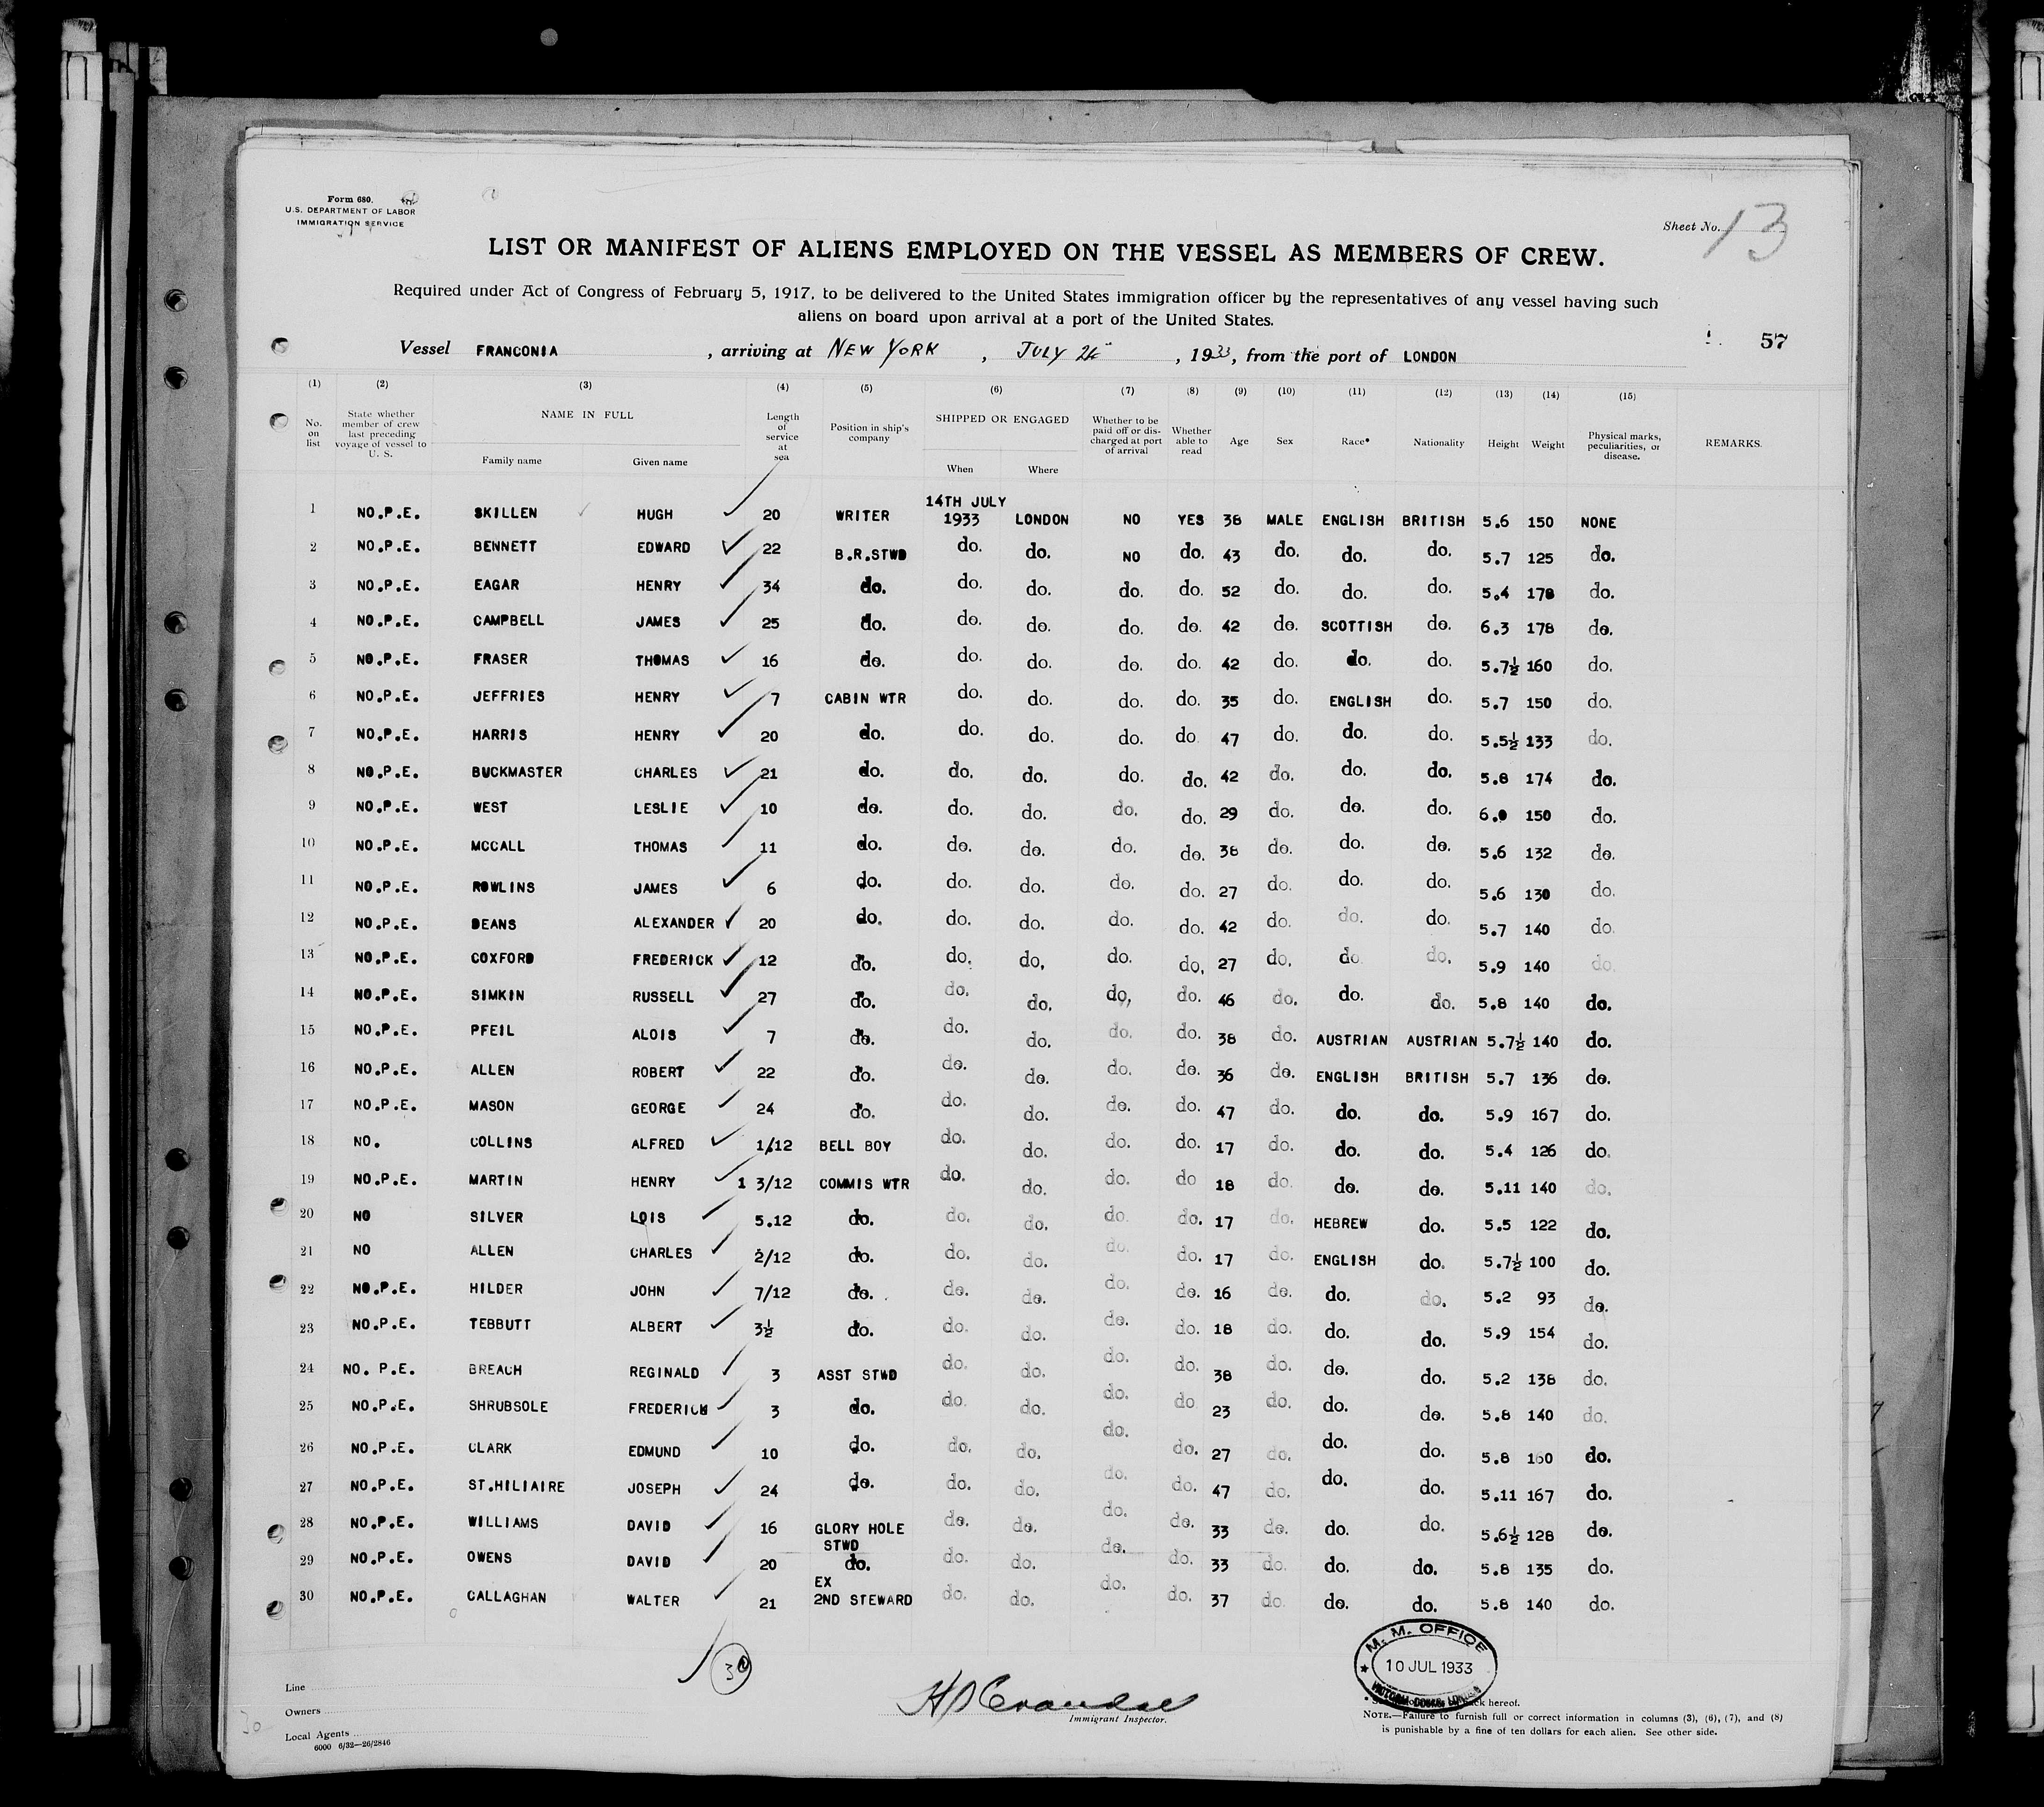 Form 680.
U.S. DEPARTMENT OF LABOR
IMMIGRATION SERVICE
Sheet No. 13
LIST OR MANIFEST OF ALIENS EMPLOYED ON THE VESSEL AS MEMBERS OF CREW.
Required under Act of Congress of February 5, 1917, to be delivered to the United States immigration officer by the representatives of any vessel having such
aliens on board upon arrival at a port of the United States.
57
Vessel FRANCONIA , arriving at NEW YORK , JULY 24 , 1933, from the port of LONDON
(1) (2) (3) (4) (5) (6) (7) (8) (9) (10) (11) (12) (13) (14) (15)
No. on list State whether member of crew last preceding voyage of vessel to U. S. NAME IN FULL Family name Given name Length of service at sea Position in ship's company SHIPPED OR ENGAGED When Where Whether to be paid off or discharged at port of arrival Whether able to read Age Sex Race* Nationality Height Weight Physical marks, peculiarities, or disease. REMARKS.
1 NO.P.E. SKILLEN HUGH 20 WRITER 14TH JULY 1933 LONDON NO YES 38 MALE ENGLISH BRITISH 5.6 150 NONE
2 NO.P.E. BENNETT EDWARD 22 B.R.STWD do. do. NO do. 43 do. do. do. 5.7 125 do.
3 NO.P.E. EAGAR HENRY 34 do. do. do. do. do. 52 do. do. do. 5.4 178 do.
4 NO.P.E. CAMPBELL JAMES 25 do. do. do. do. do. 42 do. SCOTTISH do. 6.3 178 do.
5 NO.P.E. FRASER THOMAS 16 do. do. do. do. do. 42 do. do. do. 5.7½ 160 do.
6 NO.P.E. JEFFRIES HENRY 7 CABIN WTR do. do. do. do. 35 do. ENGLISH do. 5.7 150 do.
7 NO.P.E. HARRIS HENRY 20 do. do. do. do. do 47 do. do. do. 5.5½ 133 do.
8 NO.P.E. BUCKMASTER CHARLES 21 do. do. do. do. do. 42 do. do. do. 5.8 174 do.
9 NO.P.E. WEST LESLIE 10 do. do. do. do. do. 29 do. do. do. 6.0 150 do.
10 NO.P.E. MCCALL THOMAS 11 do. do. do. do. do. 38 do. do. do. 5.6 132 do.
11 NO.P.E. ROWLINS JAMES 6 do. do. do. do. do. 27 do. do. do. 5.6 130 do.
12 NO.P.E. DEANS ALEXANDER 20 do. do. do. do. do. 42 do. do. do. 5.7 140 do.
13 NO.P.E. COXFORD FREDERICK 12 do. do. do. do. do. 27 do. do do. 5.9 140 do.
14 NO.P.E. SIMKIN RUSSELL 27 do. do. do. do. do. 46 do. do. do. 5.8 140 do.
15 NO.P.E. PFEIL ALOIS 7 do. do. do. do. do. 38 do. AUSTRIAN AUSTRIAN 5.7½ 140 do.
16 NO.P.E. ALLEN ROBERT 22 do. do. do. do. do. 36 do. ENGLISH BRITISH 5.7 136 do.
17 NO.P.E. MASON GEORGE 24 do. do. do. do. do. 47 do. do. do. 5.9 167 do.
18 NO. COLLINS ALFRED 1/12 BELL BOY do. do. do. do. 17 do. do. do. 5.4 126 do.
19 NO.P.E. MARTIN HENRY 1 3/12 COMMIS WTR do. do. do. do 18 do. do. do. 5.11 140 do.
20 NO SILVER LOIS 5.12 do. do. do. do. do. 17 do. HEBREW do. 5.5 122 do.
21 NO ALLEN CHARLES 2/12 do. do. do. do. do. 17 do. ENGLISH do. 5.7½ 100 do.
22 NO.P.E. HILDER JOHN 7/12 do. do. do. do. do. 16 do. do. do. 5.2 93 do.
23 NO.P.E. TEBBUTT ALBERT 3½ do. do. do. do. do. 18 do. do. do. 5.9 154 do.
24 NO. P.E. BREACH REGINALD 3 ASST STWD do. do. do. do. 38 do. do. do. 5.2 138 do.
25 NO.P.E. SHRUBSOLE FREDERICK 3 do. do. do. do. do 23 do. do. do. 5.8 140 do.
26 NO.P.E. CLARK EDMUND 10 do. do. do. do. do. 27 do. do. do. 5.8 160 do.
27 NO.P.E. ST.HILIAIRE JOSEPH 24 do. do. do. do. do. 47 do. do. do. 5.11 167 do.
28 NO.P.E. WILLIAMS DAVID 16 GLORY HOLE STWD do. do. do. do. 33 do. do. do. 5.6½ 128 do.
29 NO.P.E. OWENS DAVID 20 do. do. do. do. do. 33 do. do. do. 5.8 135 do.
30 NO.P.E. CALLAGHAN WALTER 21 EX 2ND STEWARD do. do. do. do. 37 do. do. do. 5.8 140 do.
30
M. M. OFFICE
10 JUL 1933
VICTORIA DOCKS
Line
Owners
Local Agents
6000 6/32—26/2846
30
Immigrant Inspector.
back hereof.
NOTE.—Failure to furnish full or correct information in columns (3), (6), (7), and (8)
is punishable by a fine of ten dollars for each alien. See other side.